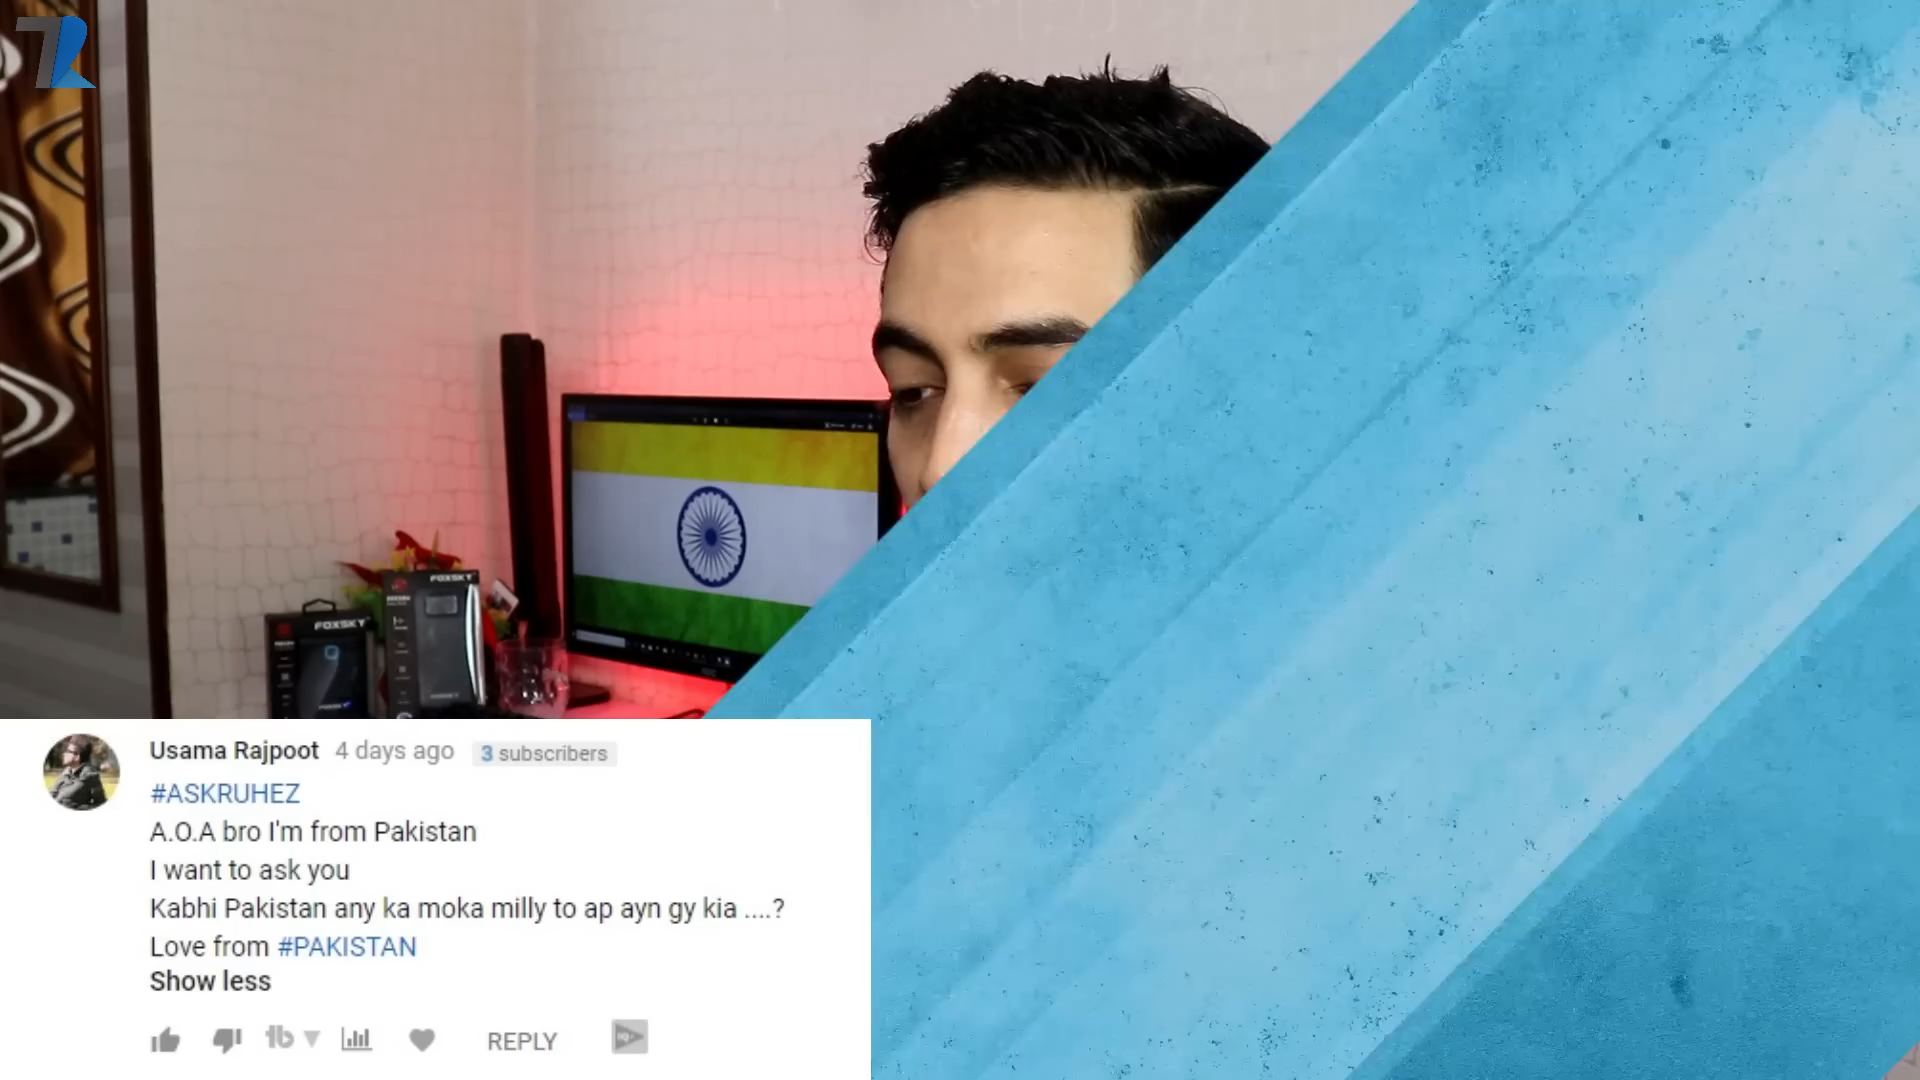 FOXSKY
FOXSKY
Usama Rajpoot 4 days ago 3 subscribers
#ASKRUHEZ
A.O.A bro I'm from Pakistan
I want to ask you
Kabhi Pakistan any ka moka milly to ap ayn gy kia ....?
Love from #PAKISTAN
Show less
REPLY